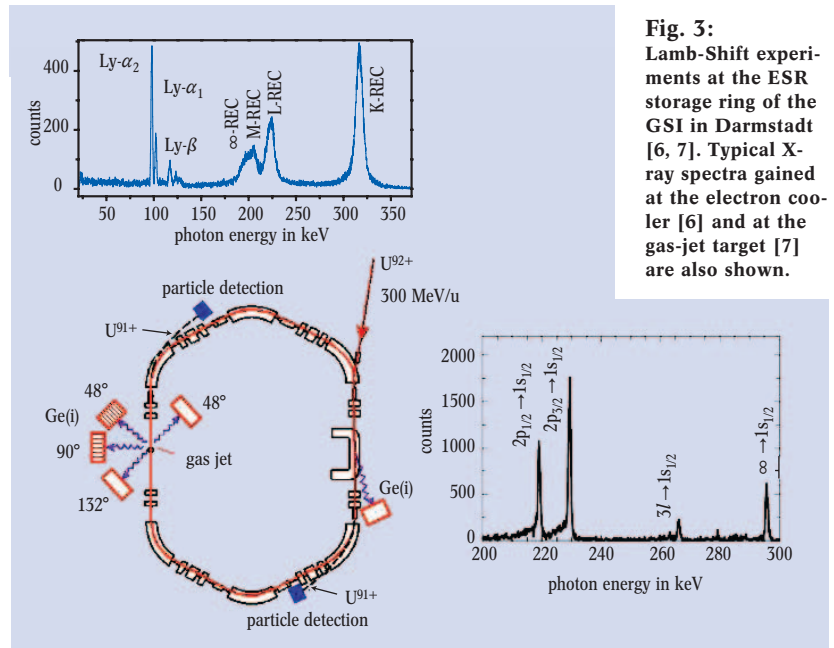 Fig. 3:
Lamb-Shift experi-
ments at the ESR
storage ring of the
GSI in Darmstadt
[6, 7]. Typical X-
ray spectra gained
at the electron coo-
ler [6] and at the
gas-jet target [7]
are also shown.
400
200
0
counts
Ly-α₂
Ly-α₁
Ly-β
∞-REC
M-REC
L-REC
K-REC
50 100 150 200 250 300 350
photon energy in keV
particle detection
U⁹¹⁺
U⁹²⁺
300 MeV/u
48°
Ge(i)
90°
132°
48°
gas jet
Ge(i)
U⁹¹⁺
particle detection
2000
1500
1000
500
0
counts
2p₁/₂→1s₁/₂
2p₃/₂→1s₁/₂
3l→1s₁/₂
∞→1s₁/₂
200 220 240 260 280 300
photon energy in keV